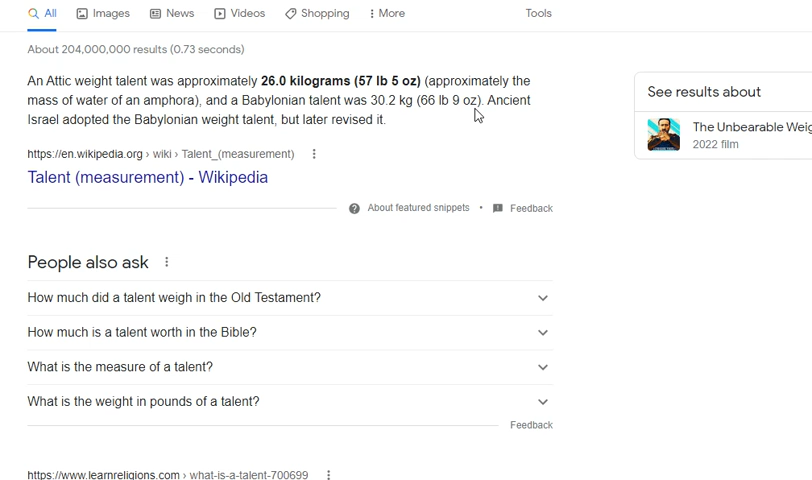 All Images News Videos Shopping More Tools
About 204,000,000 results (0.73 seconds)
An Attic weight talent was approximately 26.0 kilograms (57 lb 5 oz) (approximately the
mass of water of an amphora), and a Babylonian talent was 30.2 kg (66 lb 9 oz). Ancient
Israel adopted the Babylonian weight talent, but later revised it.
https://en.wikipedia.org › wiki › Talent_(measurement)
Talent (measurement) - Wikipedia
About featured snippets • Feedback
See results about
The Unbearable Weig
2022 film
People also ask
How much did a talent weigh in the Old Testament?
How much is a talent worth in the Bible?
What is the measure of a talent?
What is the weight in pounds of a talent?
Feedback
https://www.learnreligions.com › what-is-a-talent-700699